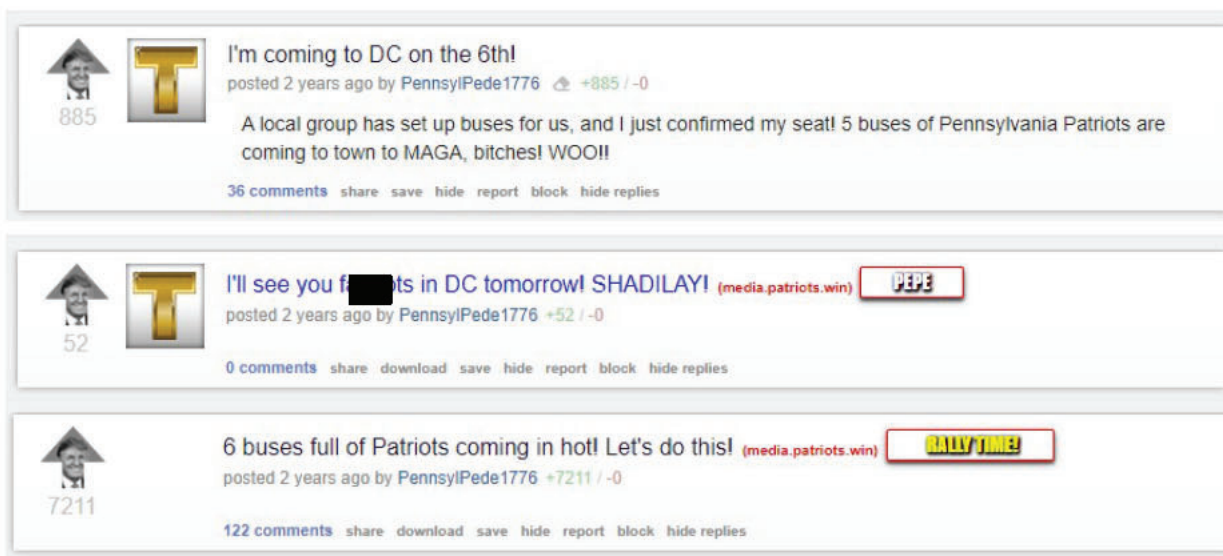 I'm coming to DC on the 6th!
posted 2 years ago by PennsylPede1776 +885 / -0
885
T
A local group has set up buses for us, and I just confirmed my seat! 5 buses of Pennsylvania Patriots are
coming to town to MAGA, bitches! WOO!!
36 comments share save hide report block hide replies
I'll see you fa ots in DC tomorrow! SHADILAY! (media.patriots.win) PEPE
posted 2 years ago by PennsylPede1776 +52 / -0
52
T
0 comments share download save hide report block hide replies
6 buses full of Patriots coming in hot! Let's do this! (media.patriots.win) RALLY TIME!
posted 2 years ago by PennsylPede1776 +7211 / -0
7211
122 comments share download save hide report block hide replies